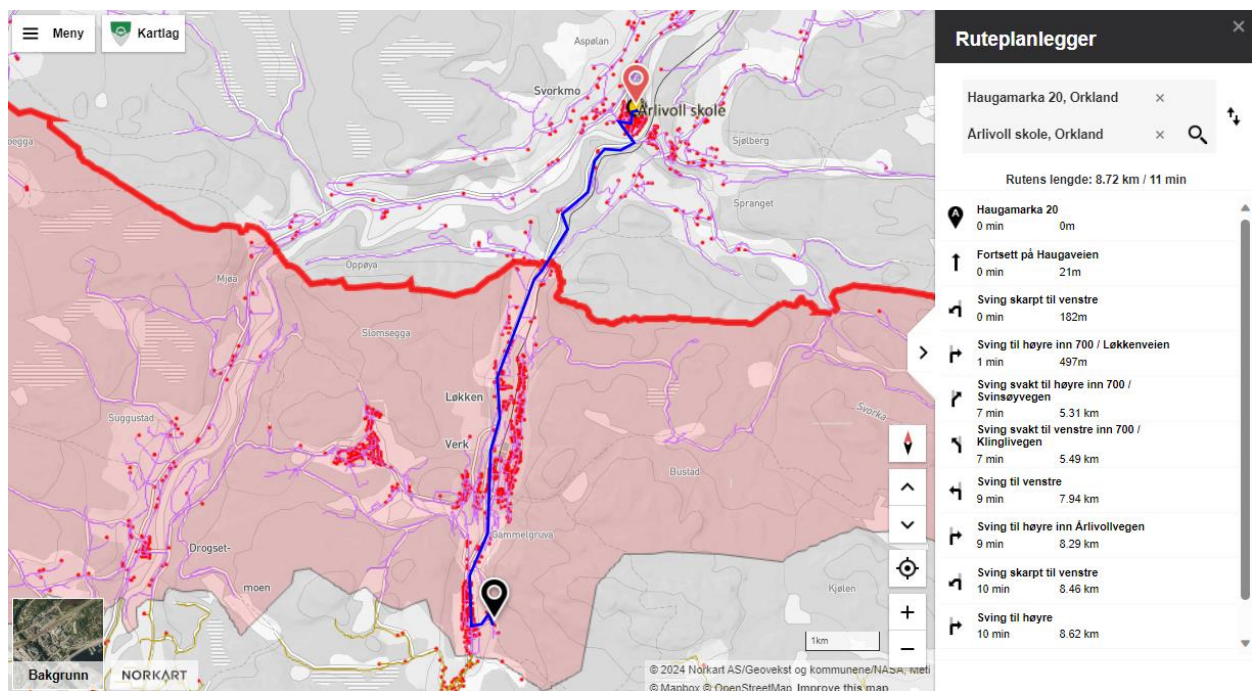 Meny
Kartlag
Aspølan
Svorkmo
Årlivoll skole
Sjølberg
Spranget
Oppøya
Mjøa
Slomsegga
Løkken
Verk
Suggustad
Svorka
Bustad
Gammelgruva
Drogset-
moen
Kjølen
Bakgrunn
NORKART
1km
© 2024 Norkart AS/Geovekst og kommunene/NASA, Meti
© Mapbox © OpenStreetMap Improve this map
Ruteplanlegger
Haugamarka 20, Orkland
Årlivoll skole, Orkland
Rutens lengde: 8.72 km / 11 min
A
Haugamarka 20
0 min 0m
Fortsett på Haugaveien
0 min 21m
Sving skarpt til venstre
0 min 182m
Sving til høyre inn 700 / Løkkenveien
1 min 497m
Sving svakt til høyre inn 700 /
Svinsøyvegen
7 min 5.31 km
Sving svakt til venstre inn 700 /
Klinglivegen
7 min 5.49 km
Sving til venstre
9 min 7.94 km
Sving til høyre inn Årlivollvegen
9 min 8.29 km
Sving skarpt til venstre
10 min 8.46 km
Sving til høyre
10 min 8.62 km